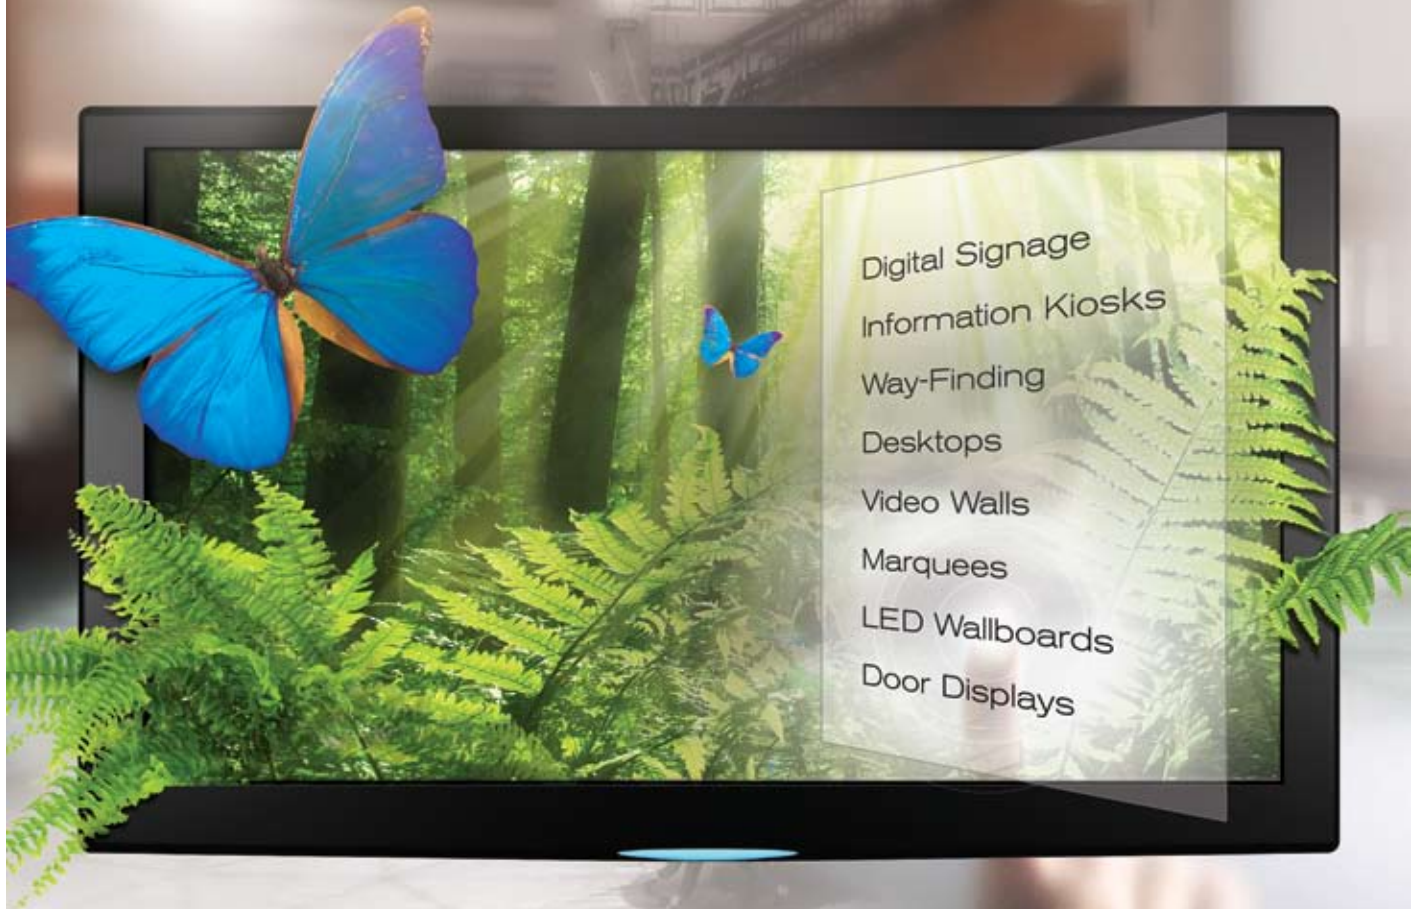 Digital Signage
Information Kiosks
Way-Finding
Desktops
Video Walls
Marquees
LED Wallboards
Door Displays